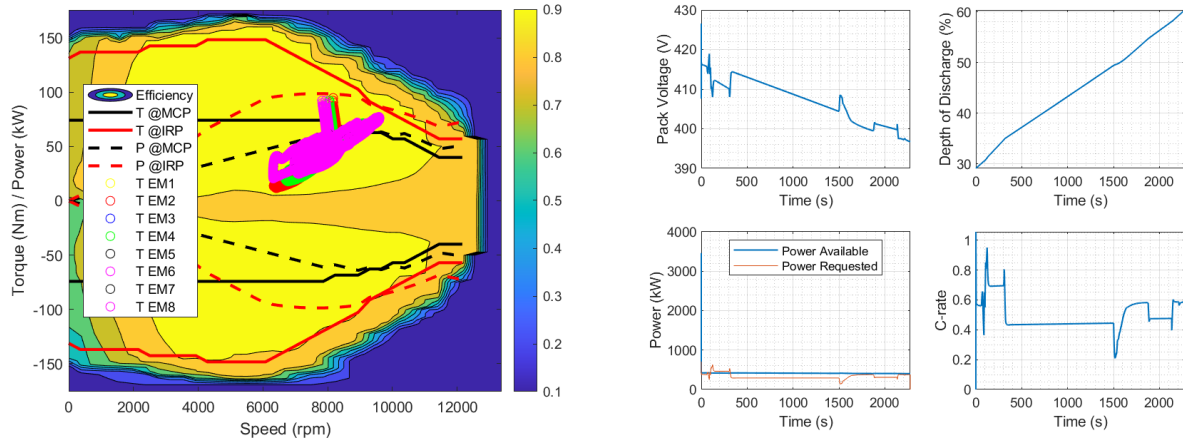 150
100
50
0
-50
-100
-150
Torque (Nm) / Power (kW)
0
2000
4000
6000
8000
10000
12000
Speed (rpm)
Efficiency
T @MCP
T @IRP
P @MCP
P @IRP
T EM1
T EM2
T EM3
T EM4
T EM5
T EM6
T EM7
T EM8
0.9
0.8
0.7
0.6
0.5
0.4
0.3
0.2
0.1
430
420
410
400
390
Pack Voltage (V)
0
500
1000
1500
2000
Time (s)
60
50
40
30
Depth of Discharge (%)
0
500
1000
1500
2000
Time (s)
4000
3000
2000
1000
0
Power (kW)
Power Available
Power Requested
0
500
1000
1500
2000
Time (s)
1
0.8
0.6
0.4
0.2
0
C-rate
0
500
1000
1500
2000
Time (s)